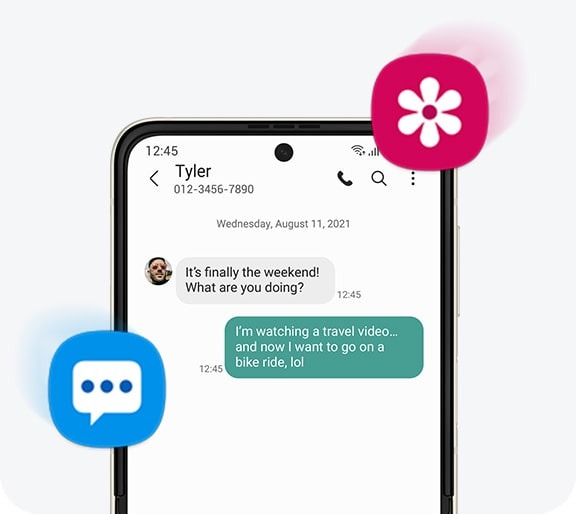 12:45
Tyler
012-3456-7890
Wednesday, August 11, 2021
It's finally the weekend!
What are you doing?
12:45
I'm watching a travel video...
and now I want to go on a
bike ride, lol
12:45